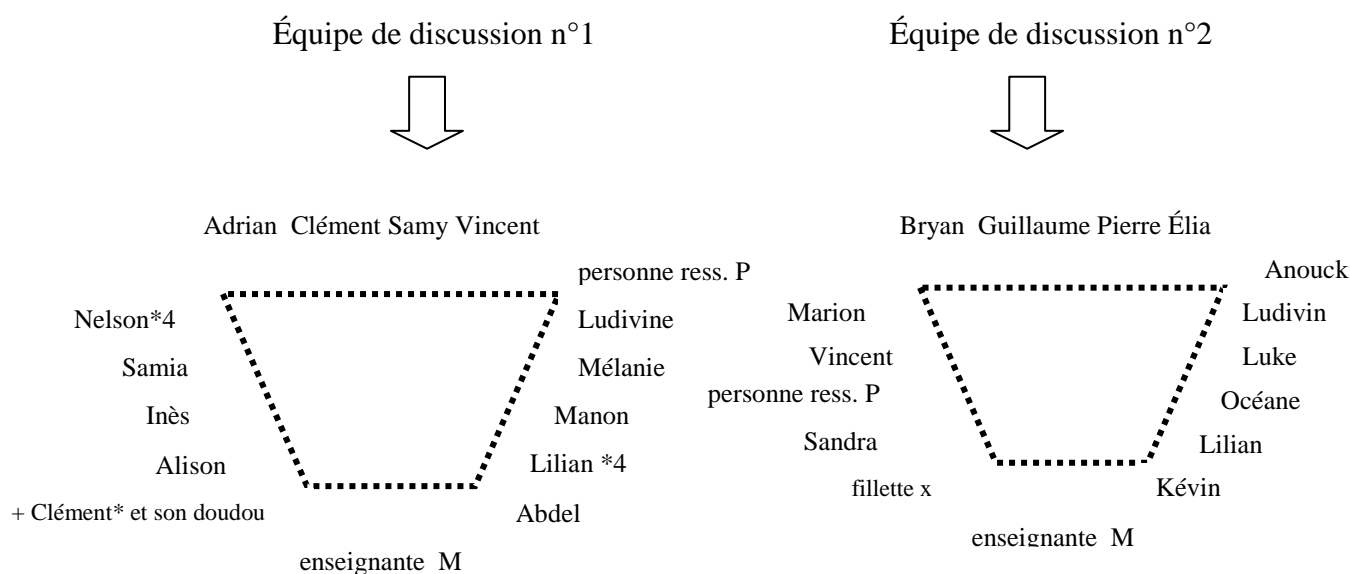 Équipe de discussion n°1
Adrian Clément Samy Vincent
personne ress. P
Nelson*4
Ludivine
Samia
Mélanie
Inès
Manon
Alison
Lilian *4
+ Clément* et son doudou
Abdel
enseignante M
Équipe de discussion n°2
Bryan Guillaume Pierre Élia
Anouck
Marion
Ludivin
Vincent
Luke
personne ress. P
Océane
Sandra
Lilian
fillette x
Kévin
enseignante M